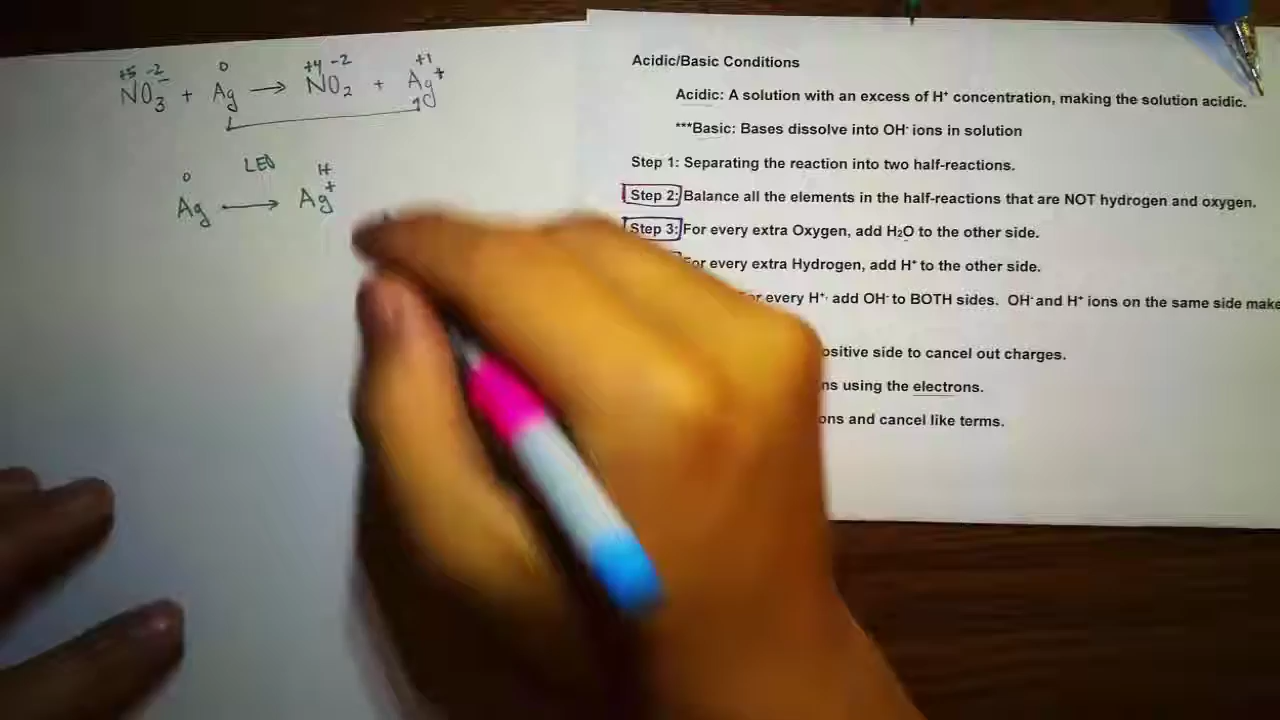 +5 -2 0 +4 -2 +1
NO3- + Ag → NO2 + Ag+
LEO
0 +1
Ag → Ag+
Acidic/Basic Conditions
Acidic: A solution with an excess of H+ concentration, making the solution acidic.
***Basic: Bases dissolve into OH- ions in solution
Step 1: Separating the reaction into two half-reactions.
Step 2: Balance all the elements in the half-reactions that are NOT hydrogen and oxygen.
Step 3: For every extra Oxygen, add H2O to the other side.
For every extra Hydrogen, add H+ to the other side.
For every H+, add OH- to BOTH sides. OH- and H+ ions on the same side make
positive side to cancel out charges.
using the electrons.
and cancel like terms.